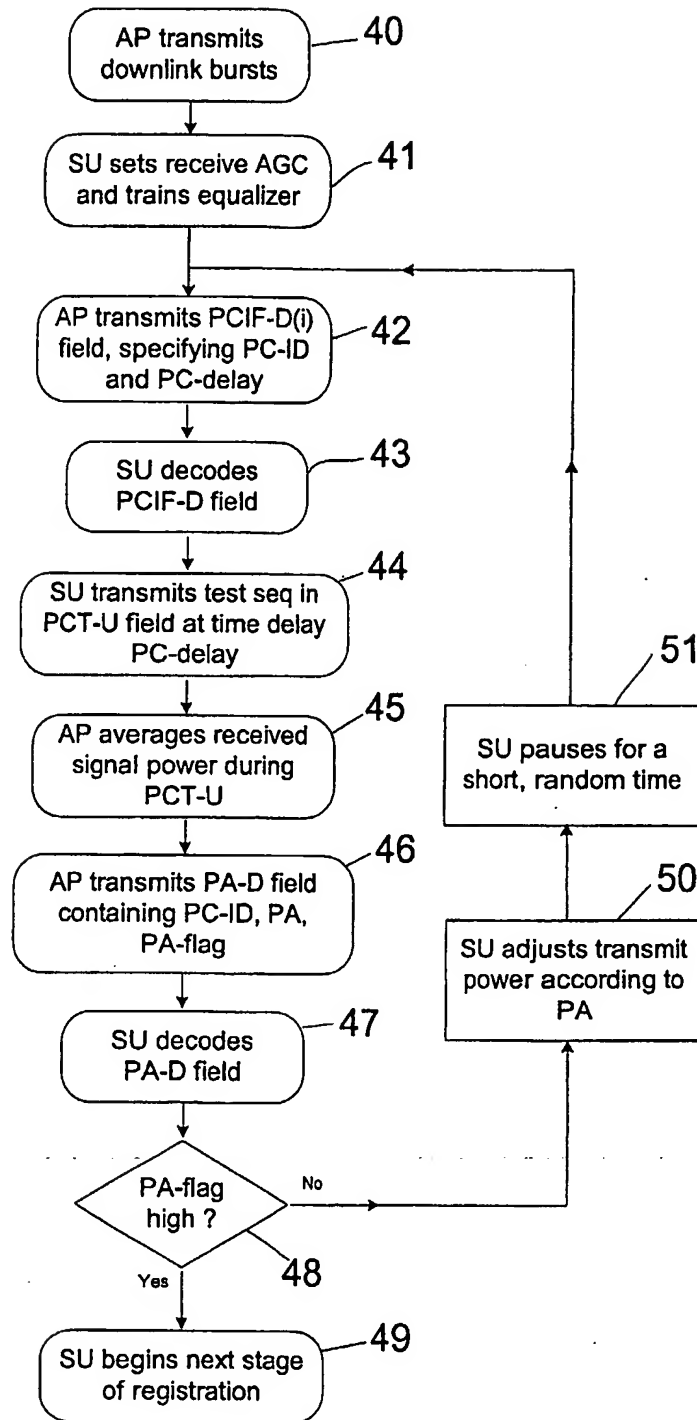 AP transmits
downlink bursts
40
SU sets receive AGC
and trains equalizer
41
AP transmits PCIF-D(i)
field, specifying PC-ID
and PC-delay
42
SU decodes
PCIF-D field
43
SU transmits test seq in
PCT-U field at time delay
PC-delay
44
AP averages received
signal power during
PCT-U
45
AP transmits PA-D field
containing PC-ID, PA,
PA-flag
46
SU decodes
PA-D field
47
PA-flag
high ?
48
No
Yes
SU begins next stage
of registration
49
SU adjusts transmit
power according to
PA
50
SU pauses for a
short, random time
51